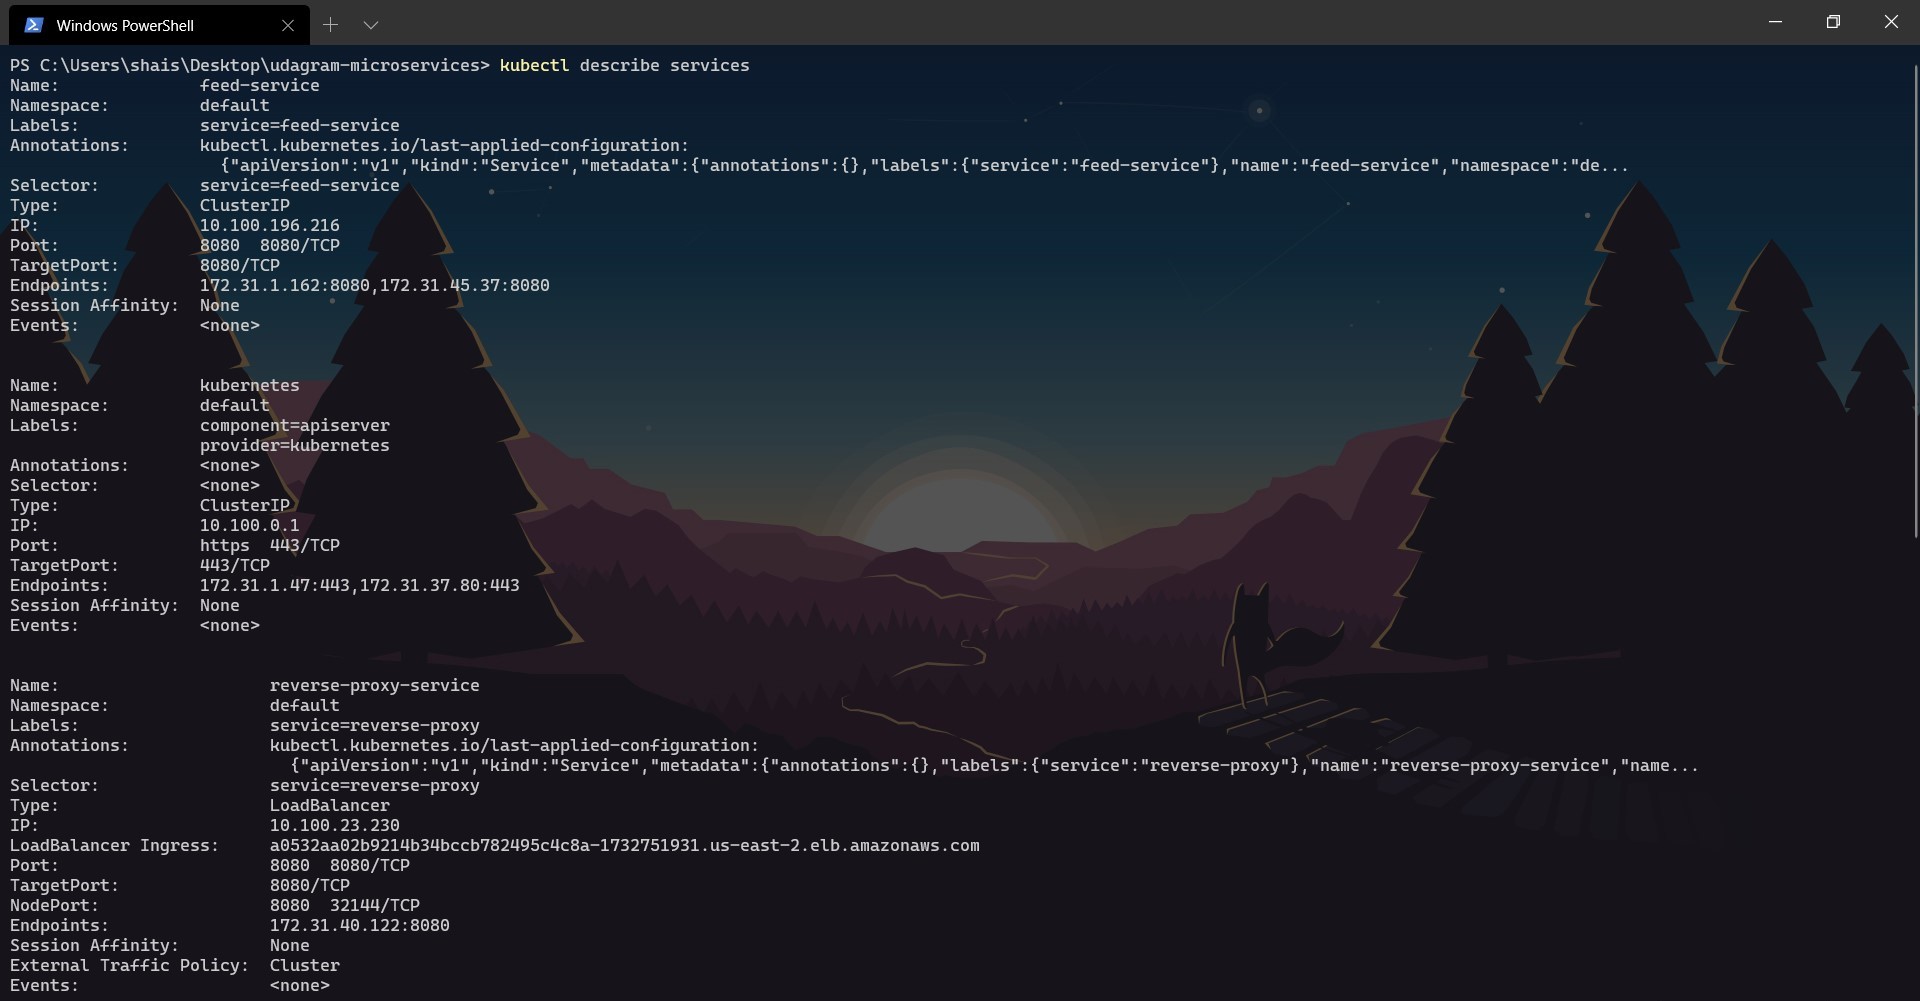 Windows PowerShell
PS C:\Users\shais\Desktop\udagram-microservices> kubectl describe services
Name:              feed-service
Namespace:         default
Labels:            service=feed-service
Annotations:       kubectl.kubernetes.io/last-applied-configuration:
                     {"apiVersion":"v1","kind":"Service","metadata":{"annotations":{},"labels":{"service":"feed-service"},"name":"feed-service","namespace":"de...
Selector:          service=feed-service
Type:              ClusterIP
IP:                10.100.196.216
Port:              8080  8080/TCP
TargetPort:        8080/TCP
Endpoints:         172.31.1.162:8080,172.31.45.37:8080
Session Affinity:  None
Events:            <none>
Name:              kubernetes
Namespace:         default
Labels:            component=apiserver
                   provider=kubernetes
Annotations:       <none>
Selector:          <none>
Type:              ClusterIP
IP:                10.100.0.1
Port:              https  443/TCP
TargetPort:        443/TCP
Endpoints:         172.31.1.47:443,172.31.37.80:443
Session Affinity:  None
Events:            <none>
Name:                     reverse-proxy-service
Namespace:                default
Labels:                   service=reverse-proxy
Annotations:              kubectl.kubernetes.io/last-applied-configuration:
                            {"apiVersion":"v1","kind":"Service","metadata":{"annotations":{},"labels":{"service":"reverse-proxy"},"name":"reverse-proxy-service","name...
Selector:                 service=reverse-proxy
Type:                     LoadBalancer
IP:                       10.100.23.230
LoadBalancer Ingress:     a0532aa02b9214b34bccb782495c4c8a-1732751931.us-east-2.elb.amazonaws.com
Port:                     8080  8080/TCP
TargetPort:               8080/TCP
NodePort:                 8080  32144/TCP
Endpoints:                172.31.40.122:8080
Session Affinity:         None
External Traffic Policy:  Cluster
Events:                   <none>